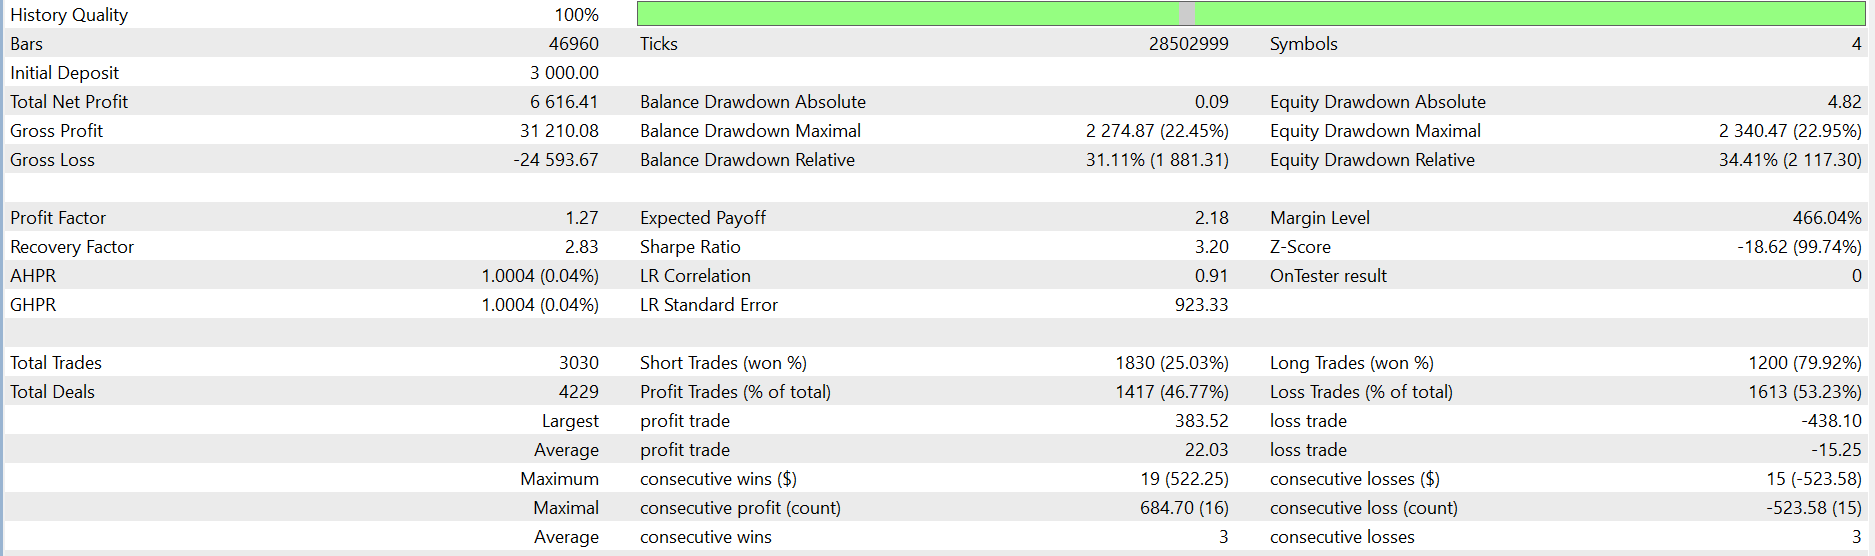 History Quality 100%
Bars 46960 Ticks 28502999 Symbols 4
Initial Deposit 3 000.00
Total Net Profit 6 616.41 Balance Drawdown Absolute 0.09 Equity Drawdown Absolute 4.82
Gross Profit 31 210.08 Balance Drawdown Maximal 2 274.87 (22.45%) Equity Drawdown Maximal 2 340.47 (22.95%)
Gross Loss -24 593.67 Balance Drawdown Relative 31.11% (1 881.31) Equity Drawdown Relative 34.41% (2 117.30)
Profit Factor 1.27 Expected Payoff 2.18 Margin Level 466.04%
Recovery Factor 2.83 Sharpe Ratio 3.20 Z-Score -18.62 (99.74%)
AHPR 1.0004 (0.04%) LR Correlation 0.91 OnTester result 0
GHPR 1.0004 (0.04%) LR Standard Error 923.33
Total Trades 3030 Short Trades (won %) 1830 (25.03%) Long Trades (won %) 1200 (79.92%)
Total Deals 4229 Profit Trades (% of total) 1417 (46.77%) Loss Trades (% of total) 1613 (53.23%)
Largest profit trade 383.52 loss trade -438.10
Average profit trade 22.03 loss trade -15.25
Maximum consecutive wins ($) 19 (522.25) consecutive losses ($) 15 (-523.58)
Maximal consecutive profit (count) 684.70 (16) consecutive loss (count) -523.58 (15)
Average consecutive wins 3 consecutive losses 3